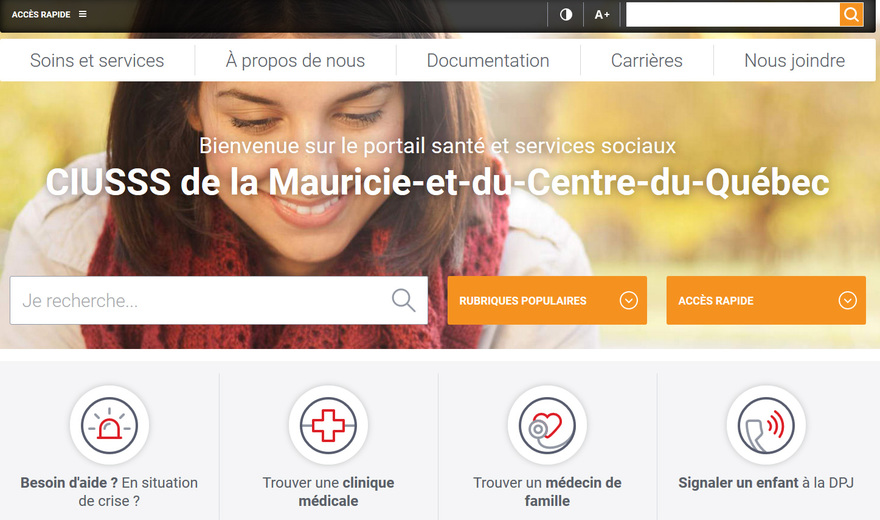 ACCÈS RAPIDE
A+
Soins et services
À propos de nous
Documentation
Carrières
Nous joindre
Bienvenue sur le portail santé et services sociaux
CIUSSS de la Mauricie-et-du-Centre-du-Québec
Je recherche...
RUBRIQUES POPULAIRES
ACCÈS RAPIDE
Besoin d'aide ? En situation
de crise ?
Trouver une clinique
médicale
Trouver un médecin de
famille
Signaler un enfant à la DPJ